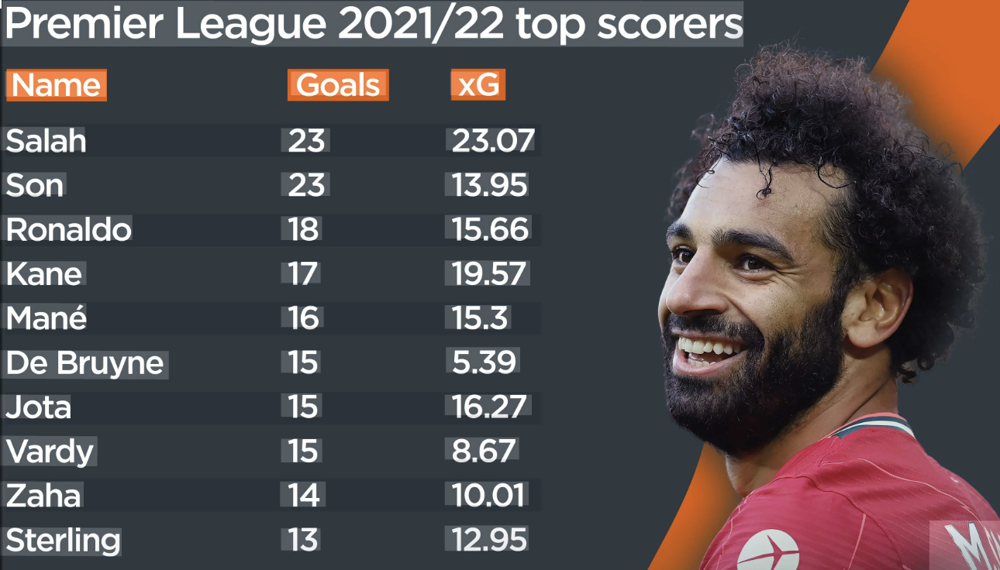 Premier League 2021/22 top scorers
Name Goals xG
Salah 23 23.07
Son 23 13.95
Ronaldo 18 15.66
Kane 17 19.57
Mané 16 15.3
De Bruyne 15 5.39
Jota 15 16.27
Vardy 15 8.67
Zaha 14 10.01
Sterling 13 12.95